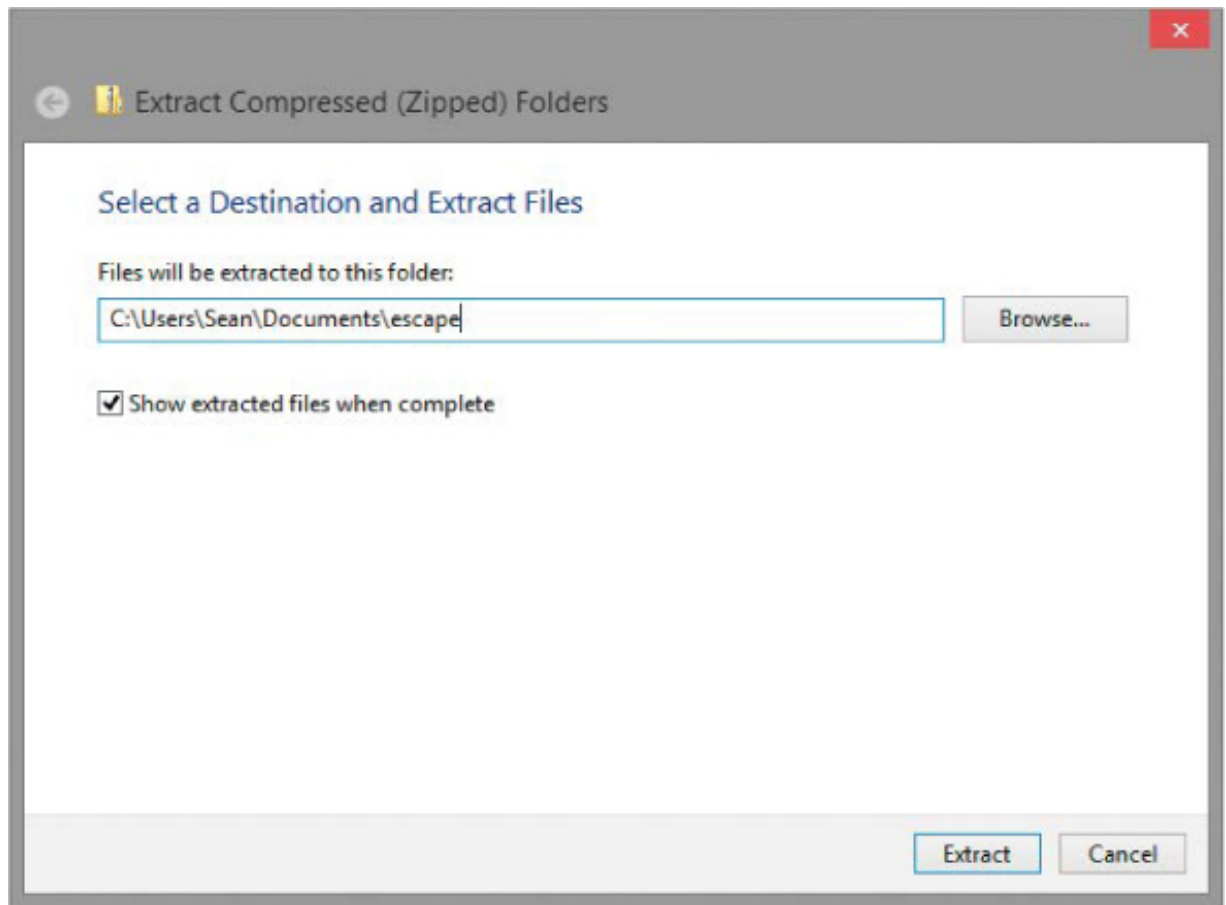 Extract Compressed (Zipped) Folders
Select a Destination and Extract Files
Files will be extracted to this folder:
C:\Users\Sean\Documents\escape
Browse...
Show extracted files when complete
Extract
Cancel